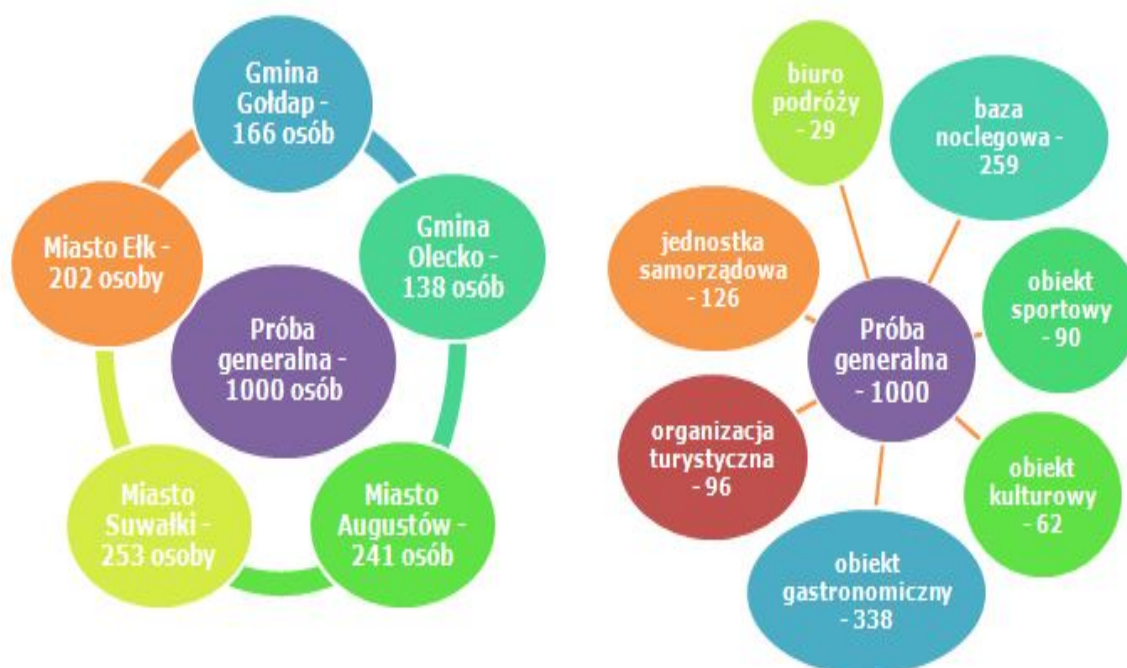 Gmina
Gołdap -
166 osób
Gmina
Olecko -
138 osób
Miasto
Augustów -
241 osób
Miasto
Suwałki -
253 osoby
Miasto Ełk -
202 osoby
Próba
generalna -
1000 osób
biuro
podróży
- 29
baza
noclegowa -
259
obiekt
sportowy
- 90
obiekt
kulturowy
- 62
obiekt
gastronomiczny
- 338
organizacja
turystyczna
- 96
jednostka
samorządowa
- 126
Próba
generalna
- 1000